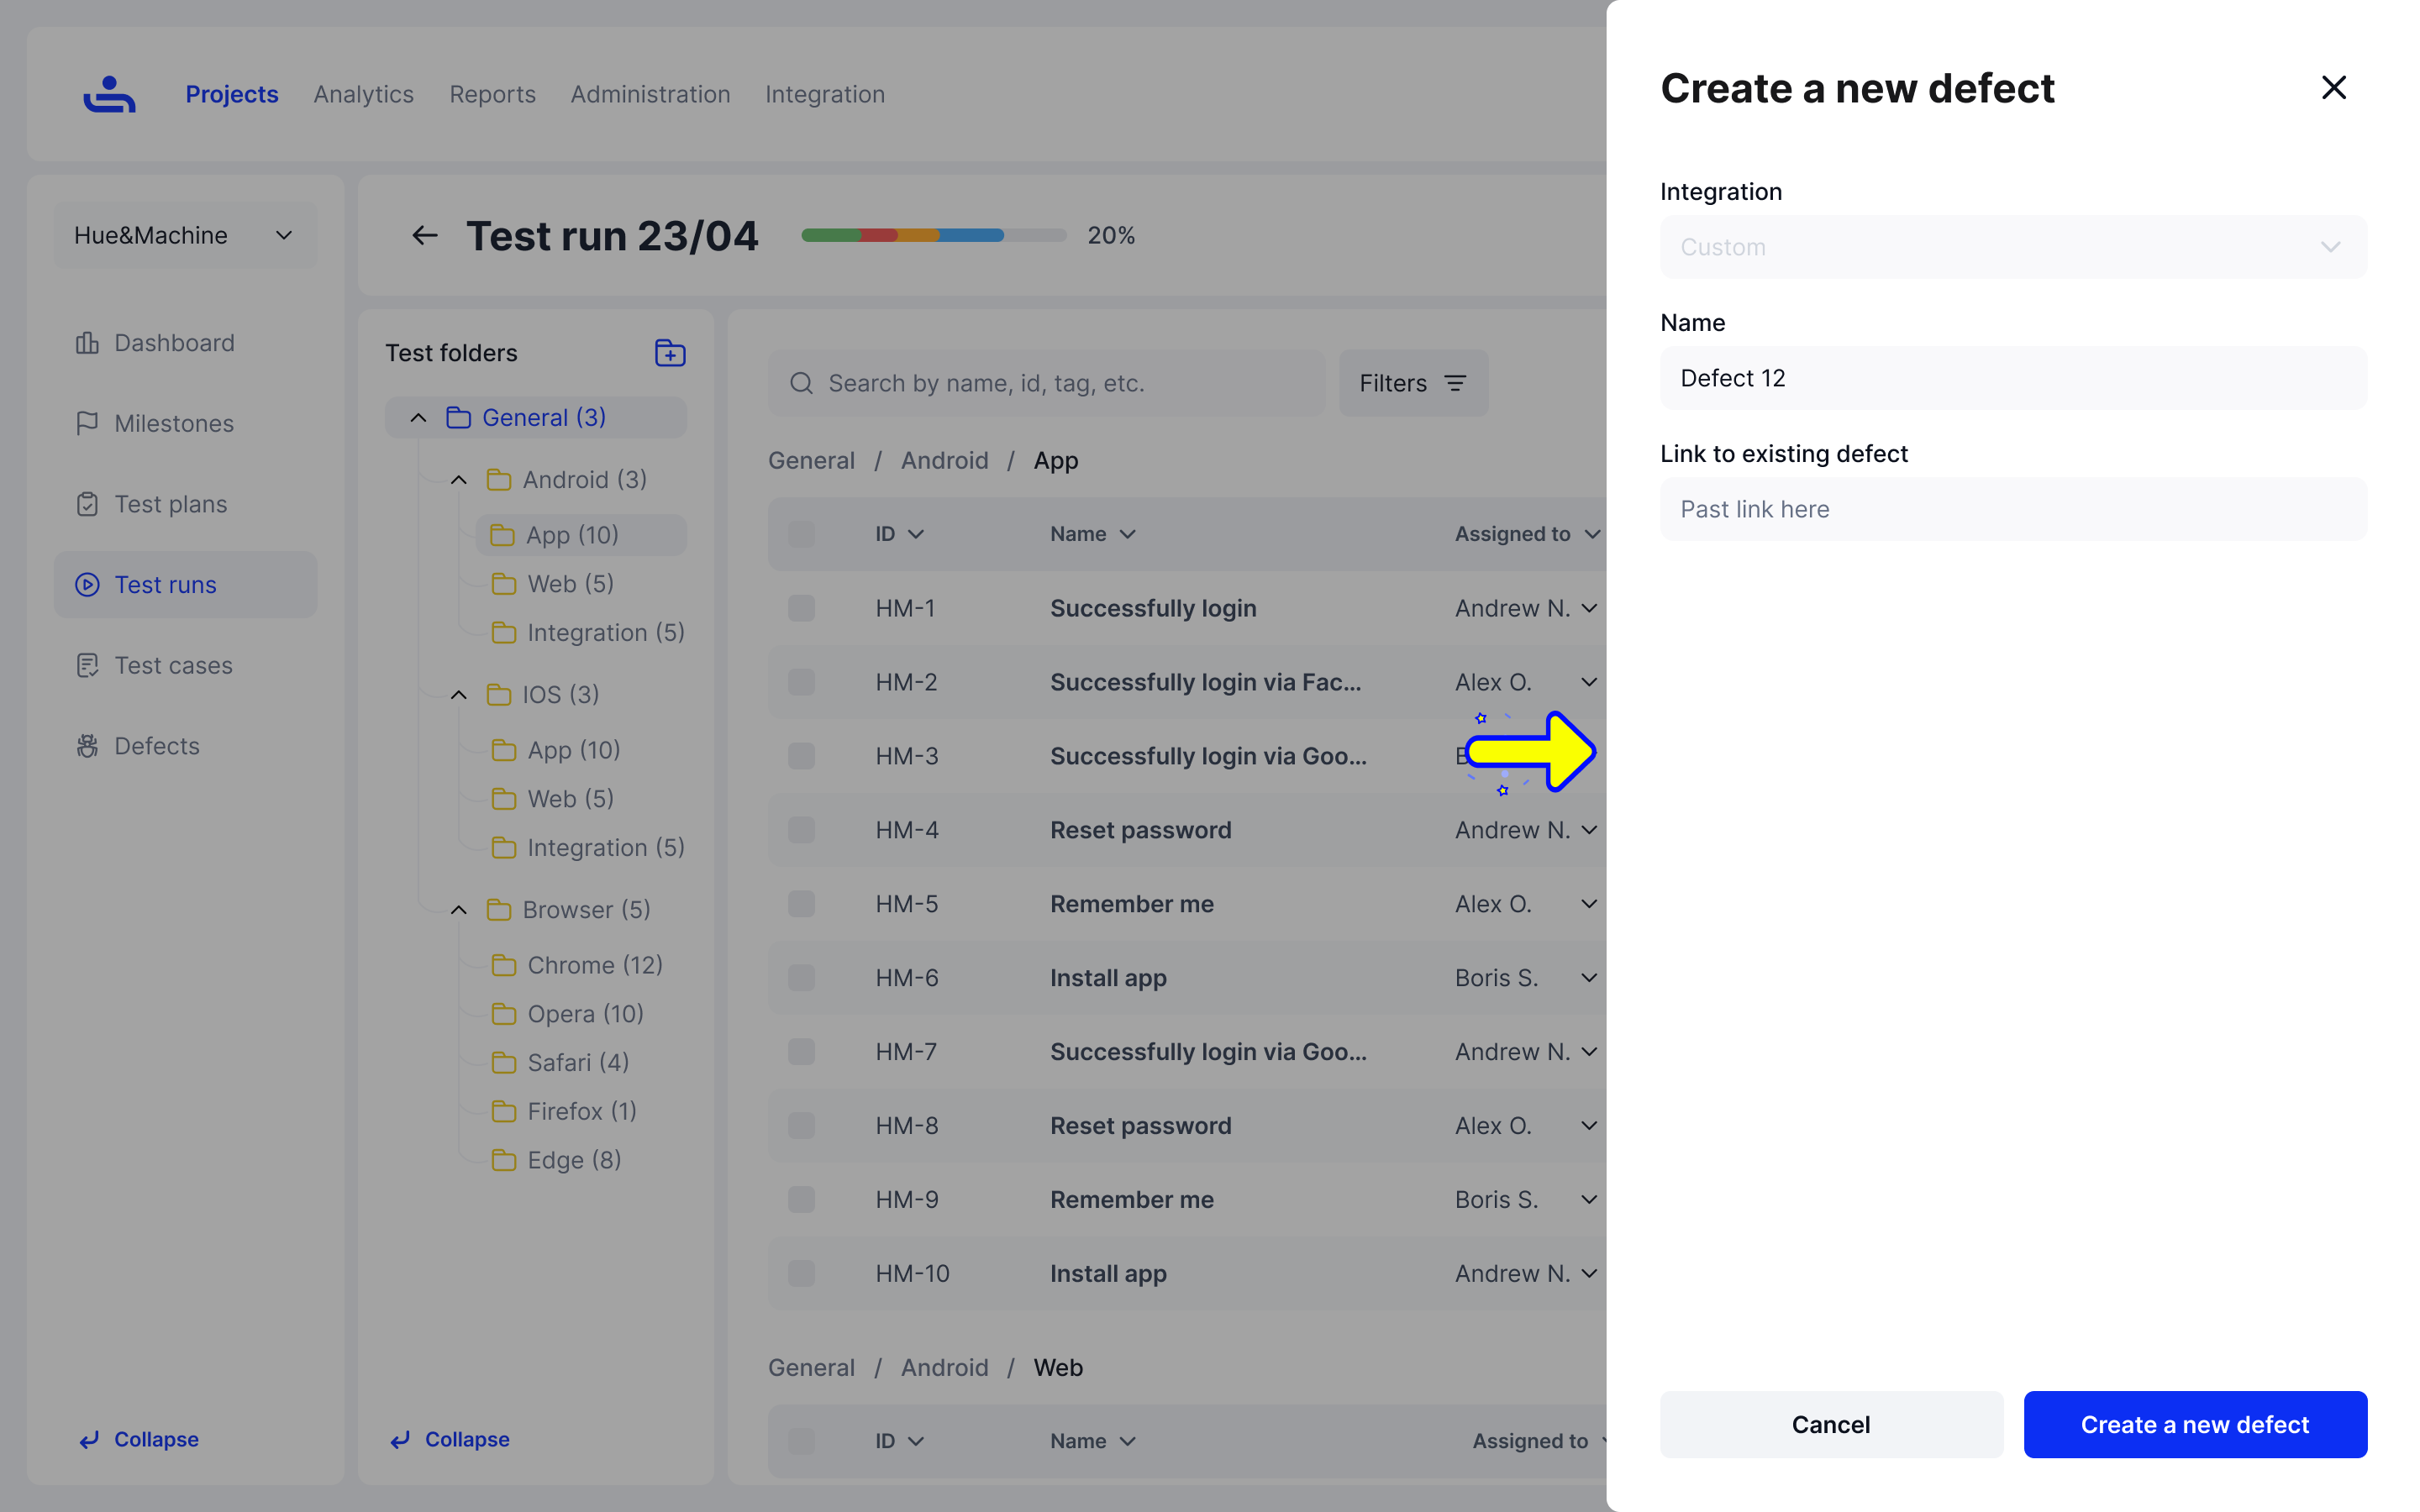 Projects Analytics Reports Administration Integration
Hue&Machine
Dashboard
Milestones
Test plans
Test runs
Test cases
Defects
Collapse
Test run 23/04 20%
Test folders
General (3)
Android (3)
App (10)
Web (5)
Integration (5)
IOS (3)
App (10)
Web (5)
Integration (5)
Browser (5)
Chrome (12)
Opera (10)
Safari (4)
Firefox (1)
Edge (8)
Collapse
Search by name, id, tag, etc. Filters
General / Android / App
ID Name Assigned to
HM-1 Successfully login Andrew N.
HM-2 Successfully login via Fac... Alex O.
HM-3 Successfully login via Goo...
HM-4 Reset password Andrew N.
HM-5 Remember me Alex O.
HM-6 Install app Boris S.
HM-7 Successfully login via Goo... Andrew N.
HM-8 Reset password Alex O.
HM-9 Remember me Boris S.
HM-10 Install app Andrew N.
General / Android / Web
ID Name Assigned to
Create a new defect
Integration
Custom
Name
Defect 12
Link to existing defect
Past link here
Cancel Create a new defect